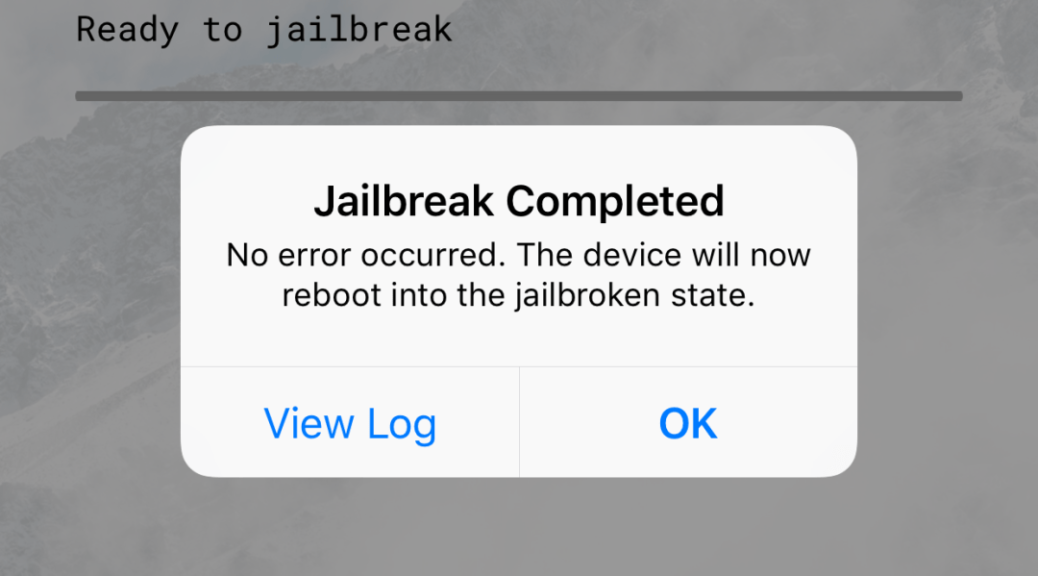 Ready to jailbreak
Jailbreak Completed
No error occurred. The device will now
reboot into the jailbroken state.
View Log
OK